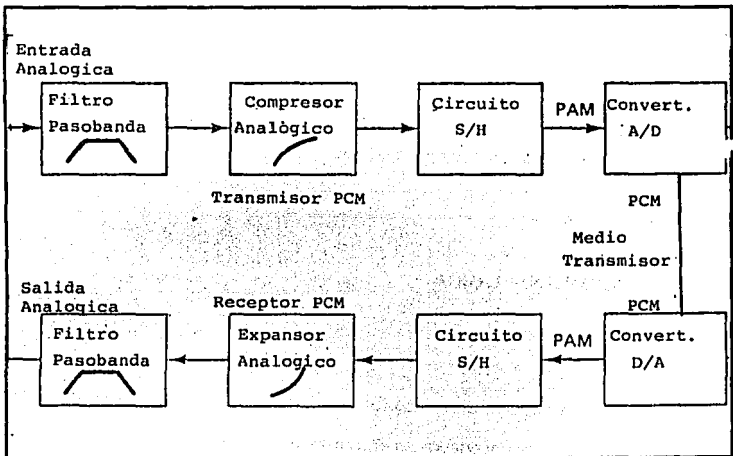 Entrada
Analogica
Filtro
Pasobanda
Compresor
Analògico
Circuito
S/H
PAM
Convert.
A/D
Transmisor PCM
PCM
Medio
Transmisor
Salida
Analogica
Receptor PCM
PCM
Filtro
Pasobanda
Expansor
Analogico
Circuito
S/H
PAM
Convert.
D/A